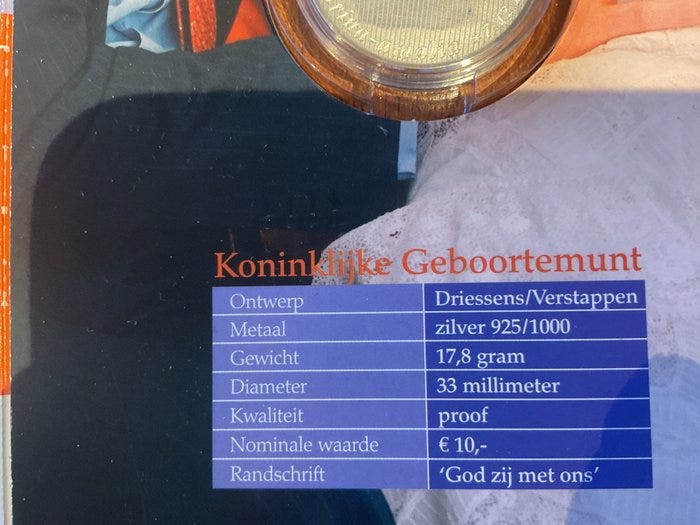 Koninklijke Geboortemunt
Ontwerp Driessens/Verstappen
Metaal zilver 925/1000
Gewicht 17,8 gram
Diameter 33 millimeter
Kwaliteit proof
Nominale waarde € 10,-
Randschrift ‘God zij met ons’